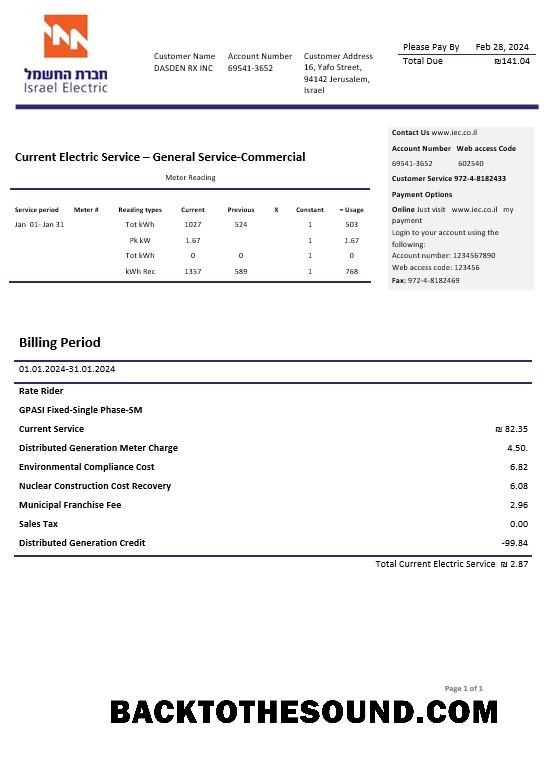 חברת החשמל
Israel Electric
Customer Name
DASDEN RX INC
Account Number
69541-3652
Customer Address
16, Yafo Street,
94142 Jerusalem,
Israel
Please Pay By Feb 28, 2024
Total Due ₪141.04
Current Electric Service – General Service-Commercial
Meter Reading
Service period Meter # Reading types Current Previous X Constant = Usage
Jan 01- Jan 31 Tot kWh 1027 524 1 503
Pk kW 1.67 1 1.67
Tot kWh 0 0 1 0
kWh Rec 1357 589 1 768
Contact Us www.iec.co.il
Account Number Web access Code
69541-3652 602540
Customer Service 972-4-8182433
Payment Options
Online Just visit www.iec.co.il my
payment
Login to your account using the
following:
Account number: 1234567890
Web access code: 123456
Fax: 972-4-8182469
Billing Period
01.01.2024-31.01.2024
Rate Rider
GPASI Fixed-Single Phase-SM
Current Service ₪ 82.35
Distributed Generation Meter Charge 4.50.
Environmental Compliance Cost 6.82
Nuclear Construction Cost Recovery 6.08
Municipal Franchise Fee 2.96
Sales Tax 0.00
Distributed Generation Credit -99.84
Total Current Electric Service ₪ 2.87
Page 1 of 1
BACKTOTHESOUND.COM